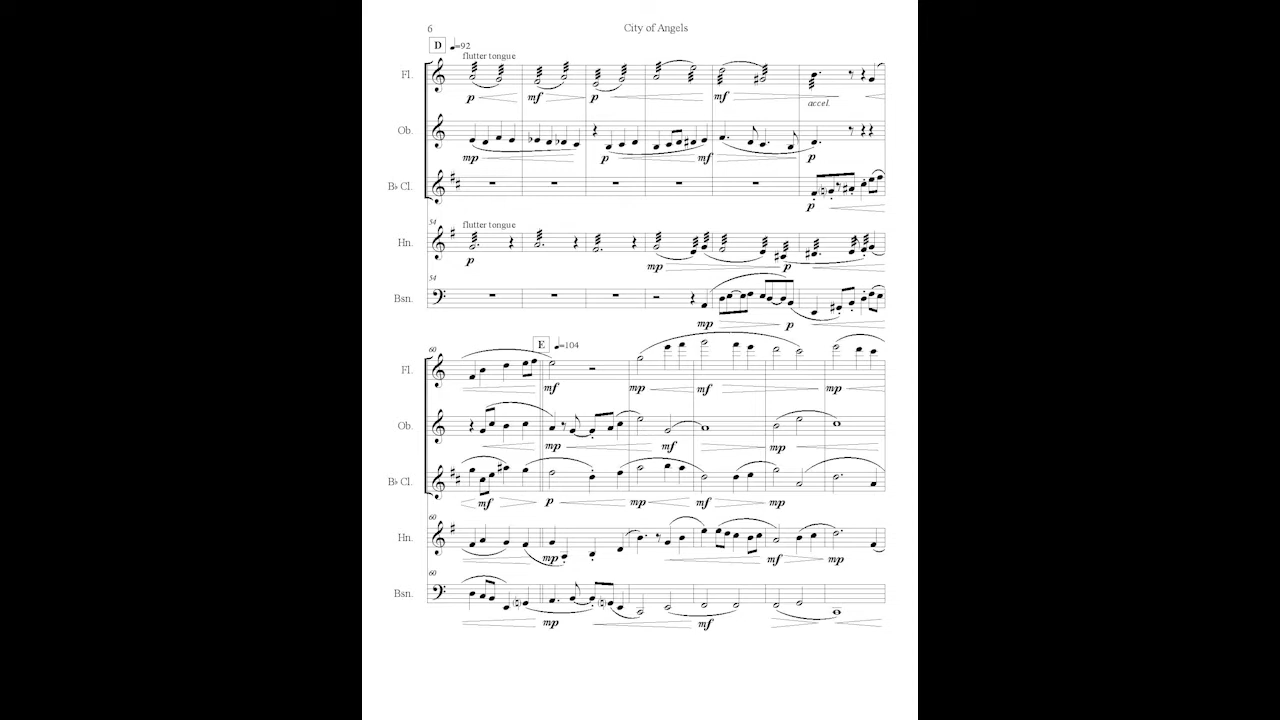 6
City of Angels
D ♩=92
flutter tongue
Fl.
p mf p mf
accel.
Ob.
mp p mf p
B♭ Cl.
p
54
flutter tongue
Hn.
p mp p
54
Bsn.
mp p
60
E ♩=104
Fl.
mf mp mf mp
Ob.
mp mf mp
B♭ Cl.
mf p mp mf mp
60
Hn.
mp mf mp
60
Bsn.
mp mf